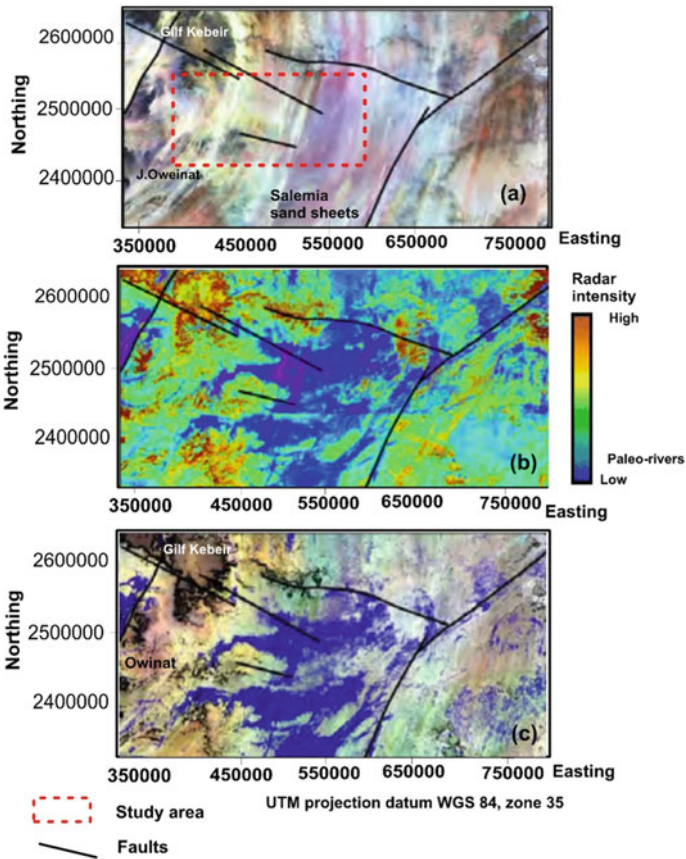 2600000
2500000
2400000
Northing
Gilf Kebeir
J.Oweinat
Salemia
sand sheets
(a)
350000 450000 550000 650000 750000 Easting
2600000
2500000
2400000
Northing
(b)
Radar
intensity
High
Paleo-rivers
Low
350000 450000 550000 650000 750000 Easting
2600000
2500000
2400000
Northing
Gilf Kebeir
Owinat
(c)
350000 450000 550000 650000 750000 Easting
UTM projection datum WGS 84, zone 35
Study area
Faults